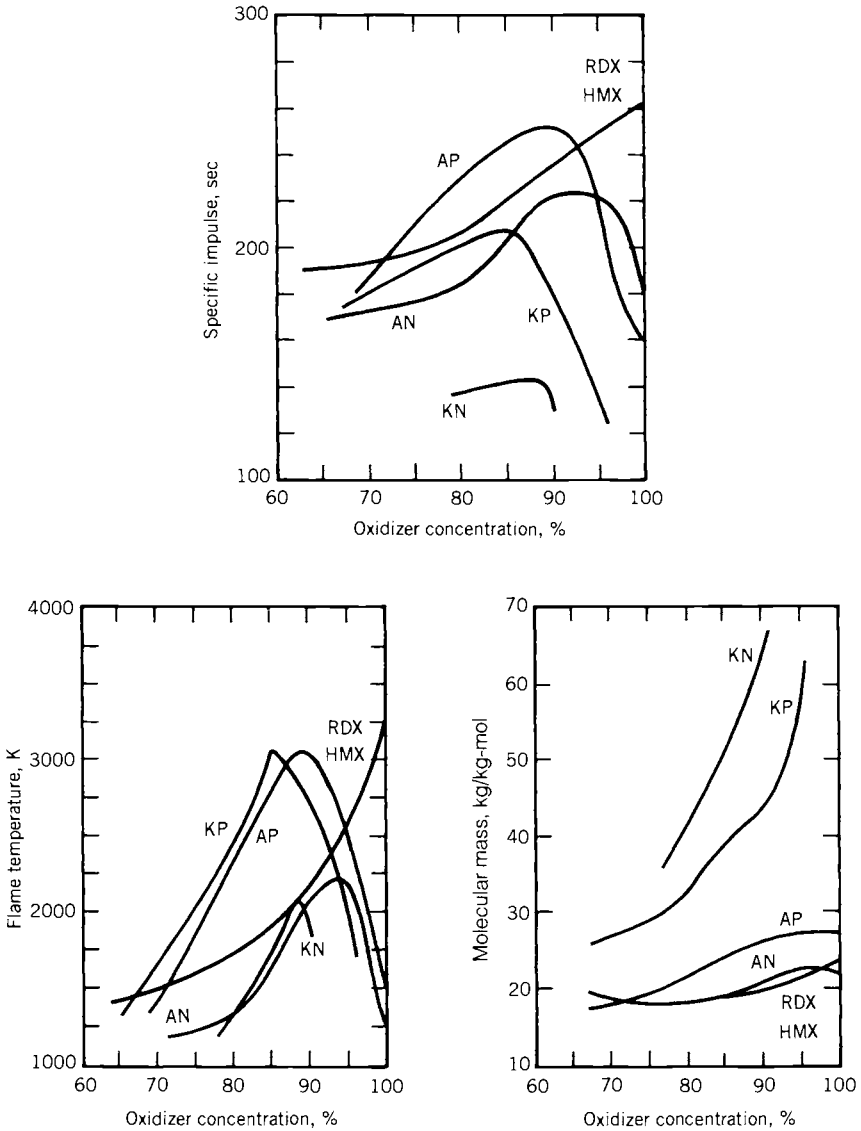 300
RDX
HMX
AP
Specific impulse, sec
200
AN
KP
KN
100
60
70
80
90
100
Oxidizer concentration, %
4000
RDX
HMX
3000
KP
AP
Flame temperature, K
2000
KN
AN
1000
60
70
80
90
100
Oxidizer concentration, %
70
KN
60
KP
50
Molecular mass, kg/kg-mol
40
30
AP
AN
20
RDX
HMX
10
60
70
80
90
100
Oxidizer concentration, %